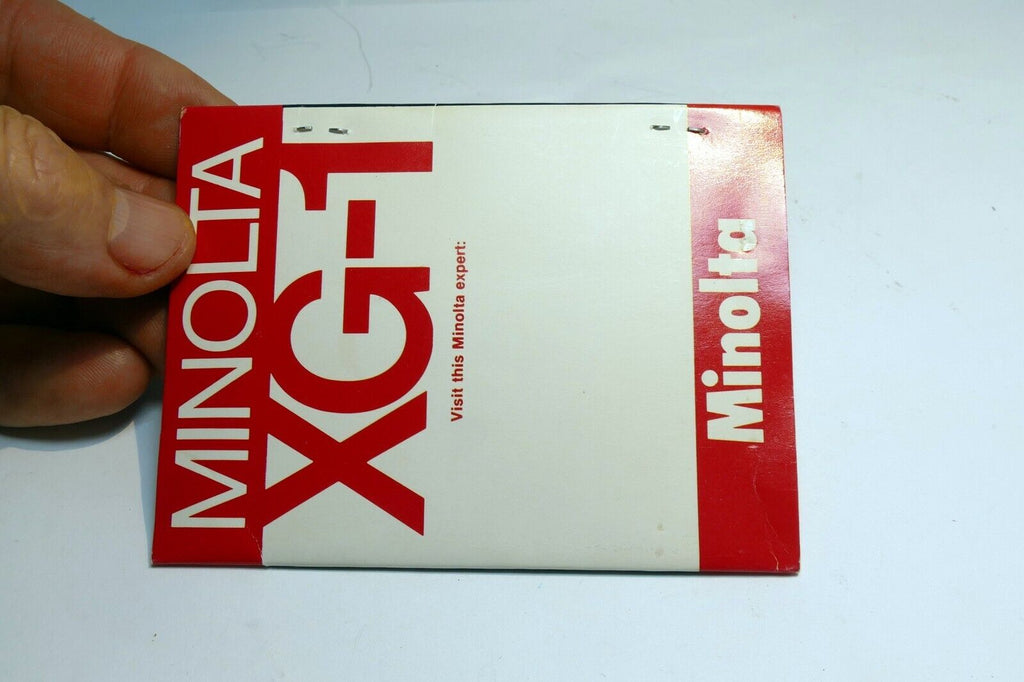 MINOLTA
XG-1
Visit this Minolta expert:
Minolta